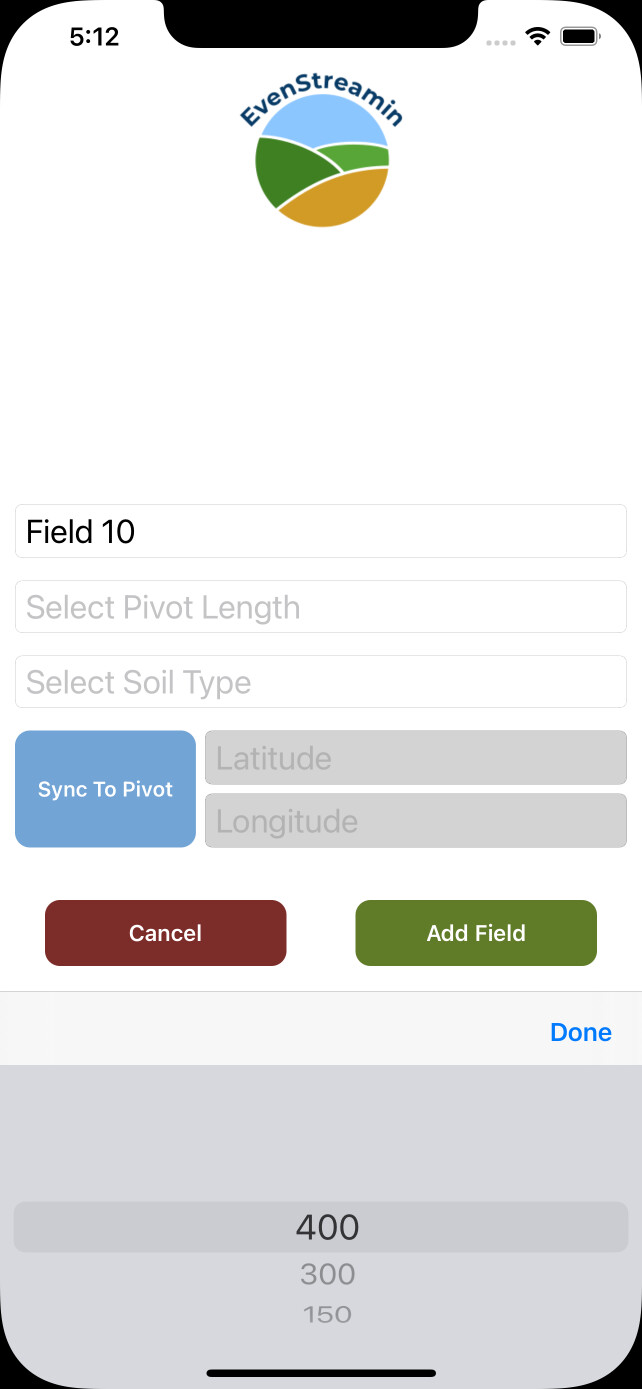 5:12
EvenStreamin
Field 10
Select Pivot Length
Select Soil Type
Sync To Pivot
Latitude
Longitude
Cancel
Add Field
Done
400
300
150